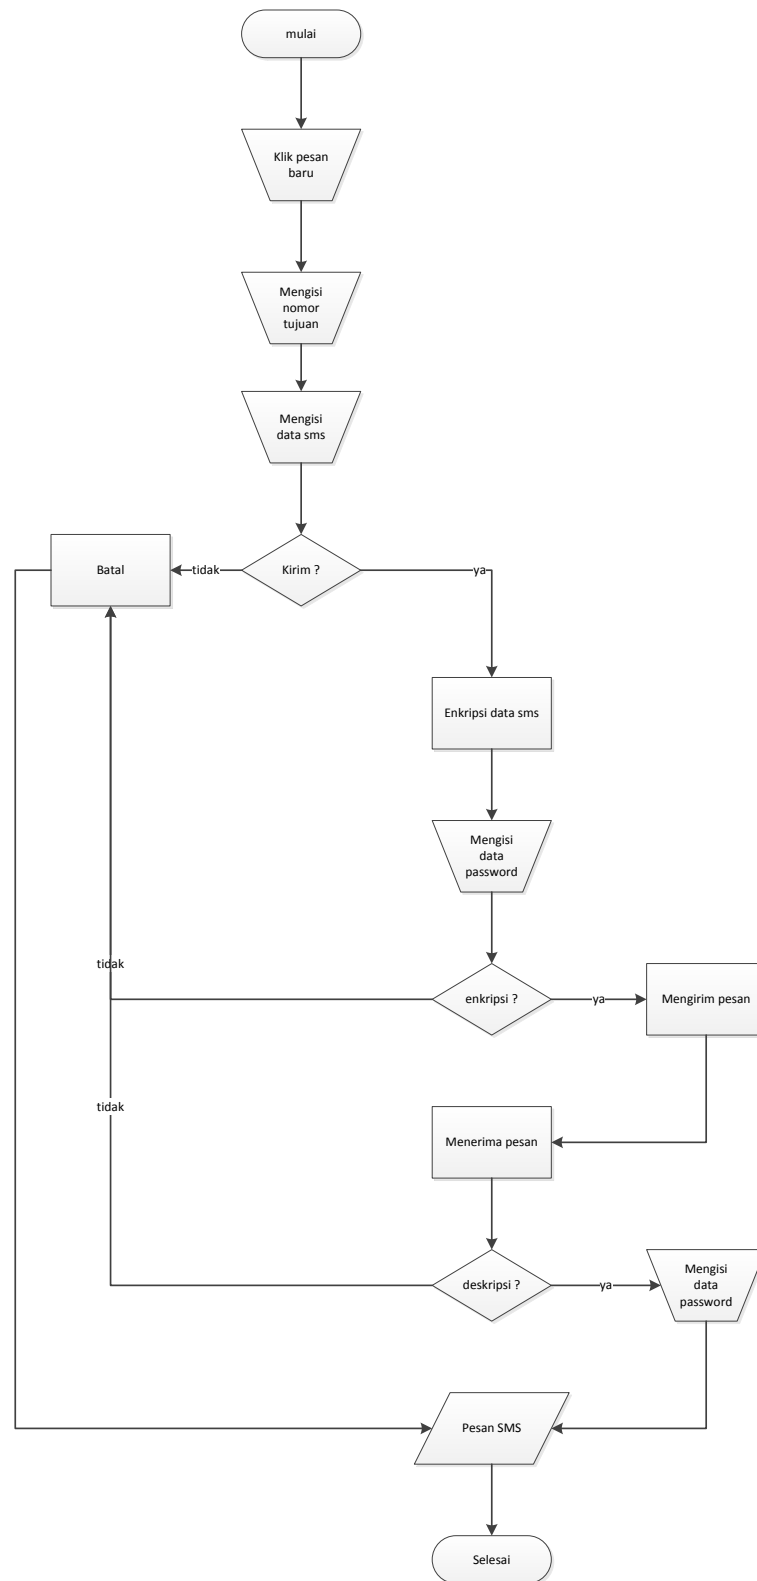 mulai
Klik pesan
baru
Mengisi
nomor
tujuan
Mengisi
data sms
Batal
tidak
Kirim ?
ya
Enkripsi data sms
Mengisi
data
password
tidak
enkripsi ?
ya
Mengirim pesan
tidak
Menerima pesan
deskripsi ?
ya
Mengisi
data
password
Pesan SMS
Selesai